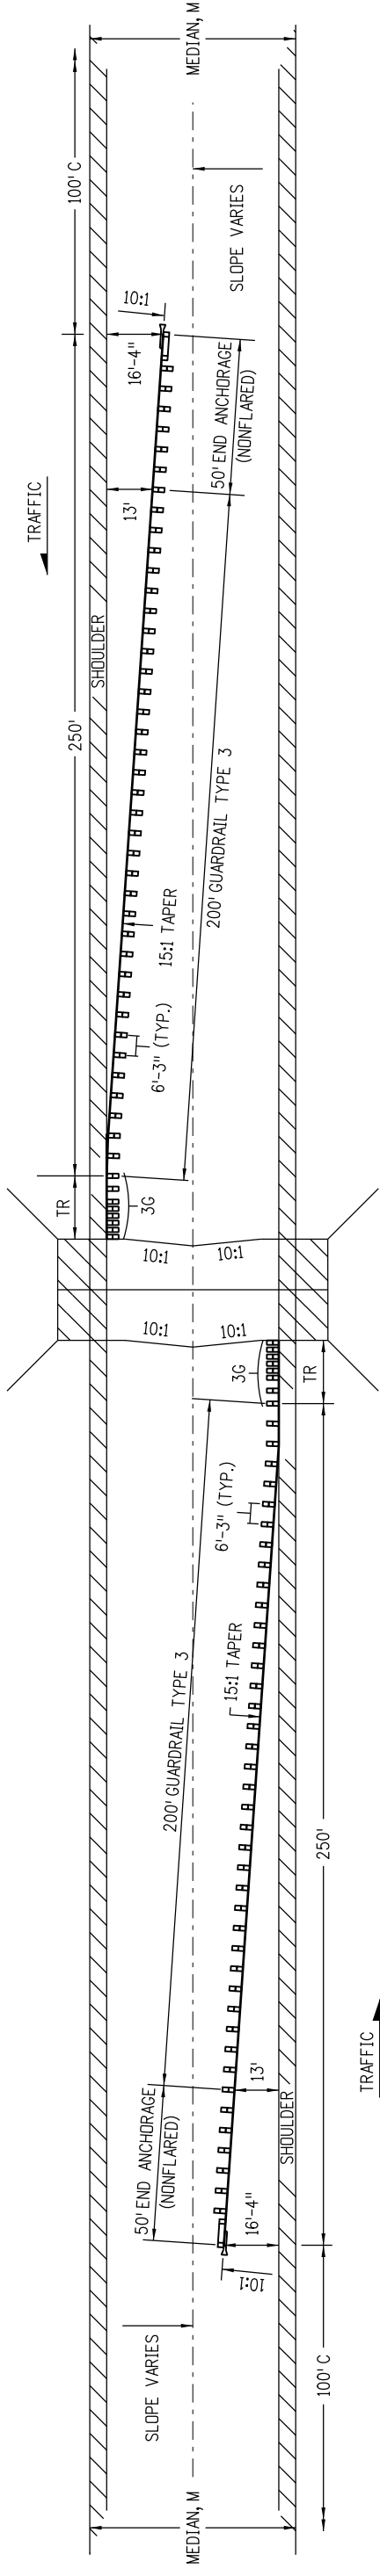 MEDIAN, M
100' C
SLOPE VARIES
10:1
16'-4"
50' END ANCHORAGE
(NONFLARED)
TRAFFIC
13'
SHOULDER
250'
200' GUARDRAIL TYPE 3
15:1 TAPER
6'-3" (TYP.)
TR
3G
10:1
10:1
10:1
10:1
3G
TR
6'-3" (TYP.)
15:1 TAPER
200' GUARDRAIL TYPE 3
250'
13'
SHOULDER
TRAFFIC
50' END ANCHORAGE
(NONFLARED)
16'-4"
10:1
SLOPE VARIES
100' C
MEDIAN, M